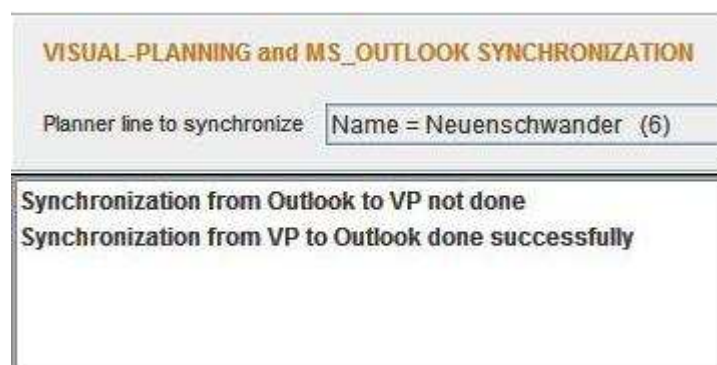 VISUAL-PLANNING and MS_OUTLOOK SYNCHRONIZATION
Planner line to synchronize Name = Neuenschwander (6)
Synchronization from Outlook to VP not done
Synchronization from VP to Outlook done successfully